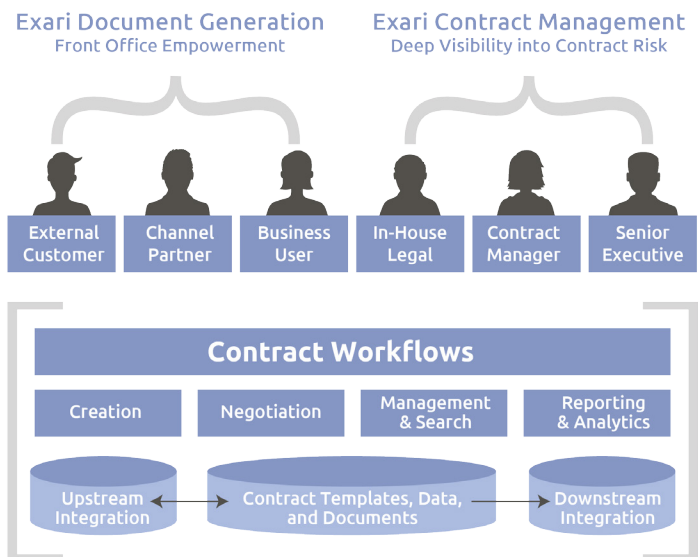 Exari Document Generation
Front Office Empowerment
Exari Contract Management
Deep Visibility into Contract Risk
External
Customer
Channel
Partner
Business
User
In-House
Legal
Contract
Manager
Senior
Executive
Contract Workflows
Creation
Negotiation
Management
& Search
Reporting
& Analytics
Upstream
Integration
Contract Templates, Data,
and Documents
Downstream
Integration